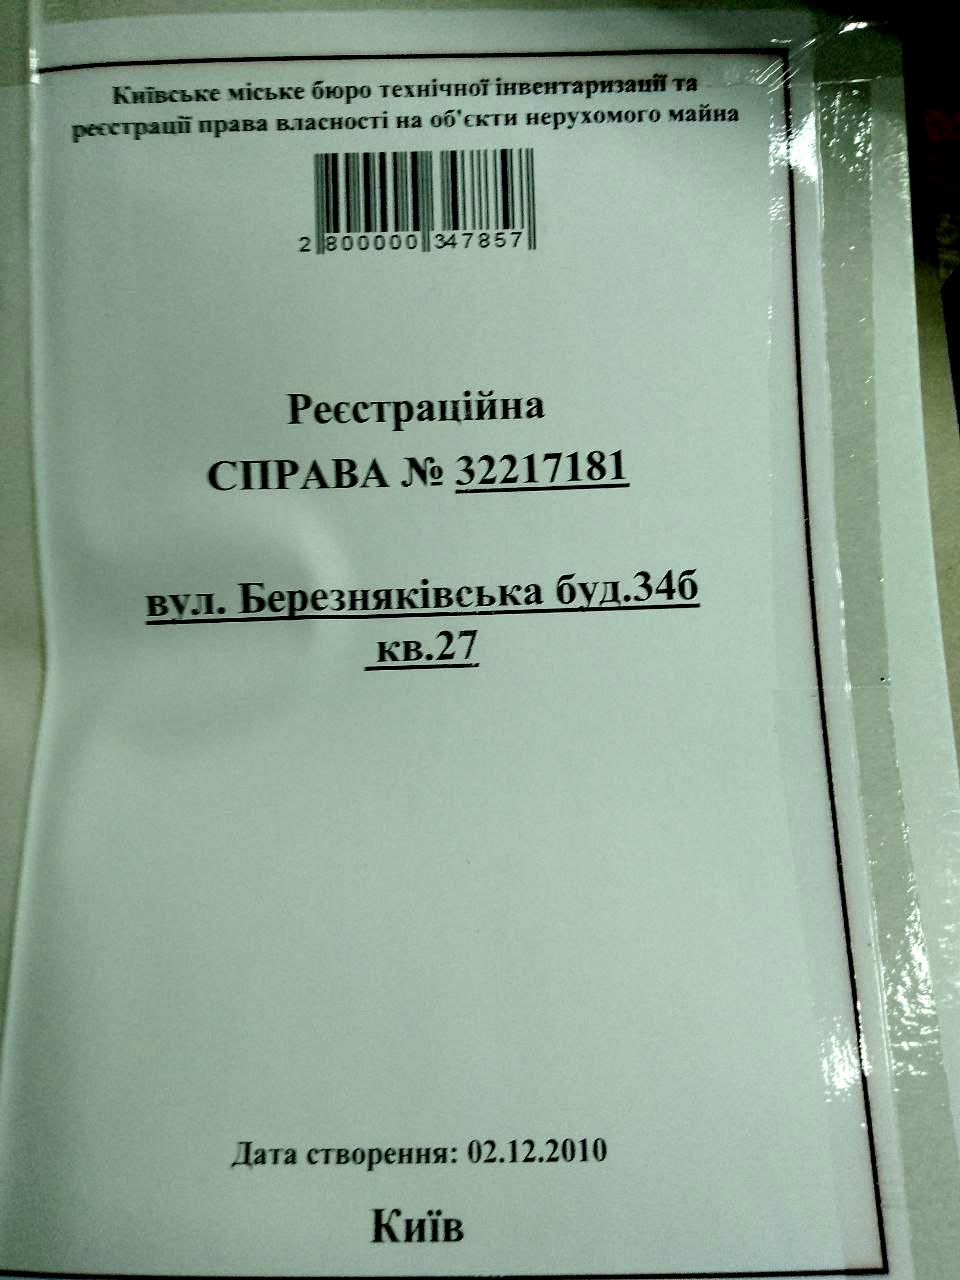 Київське міське бюро технічної інвентаризації та
реєстрації права власності на об'єкти нерухомого майна
2 800000 347857
Реєстраційна
СПРАВА № 32217181
вул. Березняківська буд.34б
кв.27
Дата створення: 02.12.2010
Київ